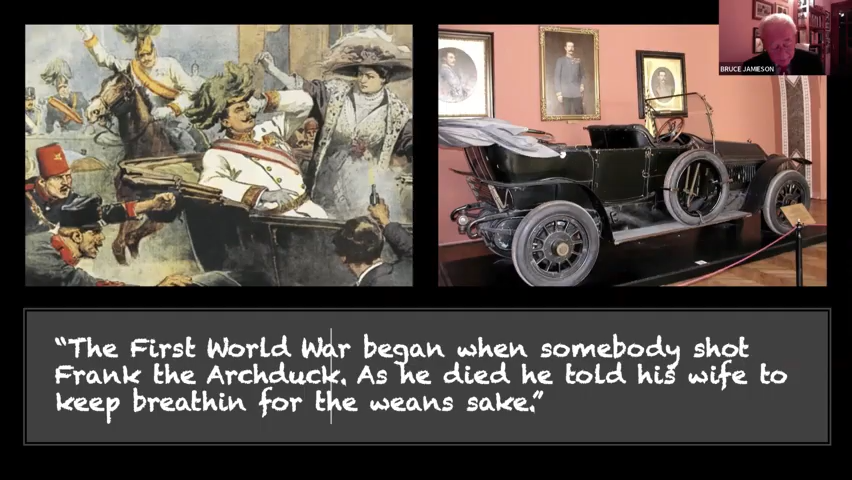 BRUCE JAMIESON
“The First World War began when somebody shot
Frank the Archduck. As he died he told his wife to
keep breathin for the weans sake.”